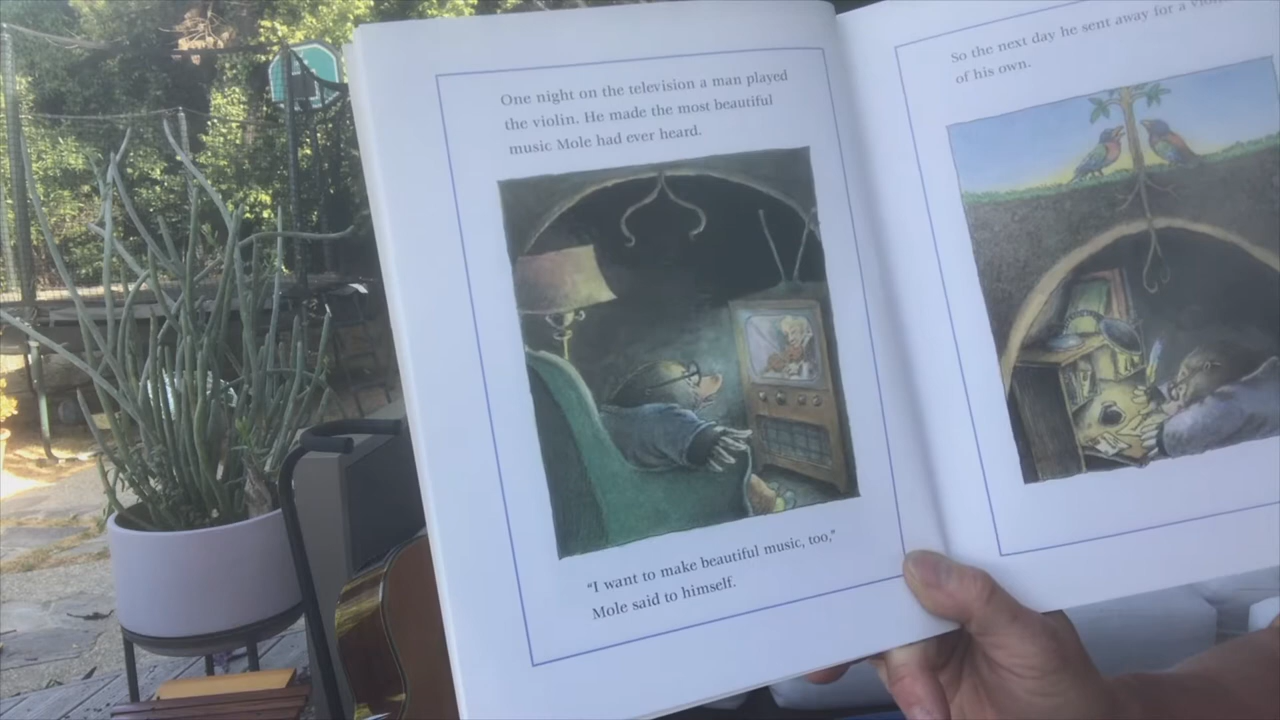 One night on the television a man played
the violin. He made the most beautiful
music Mole had ever heard.
"I want to make beautiful music, too,"
Mole said to himself.
So the next day he sent away for a
of his own.